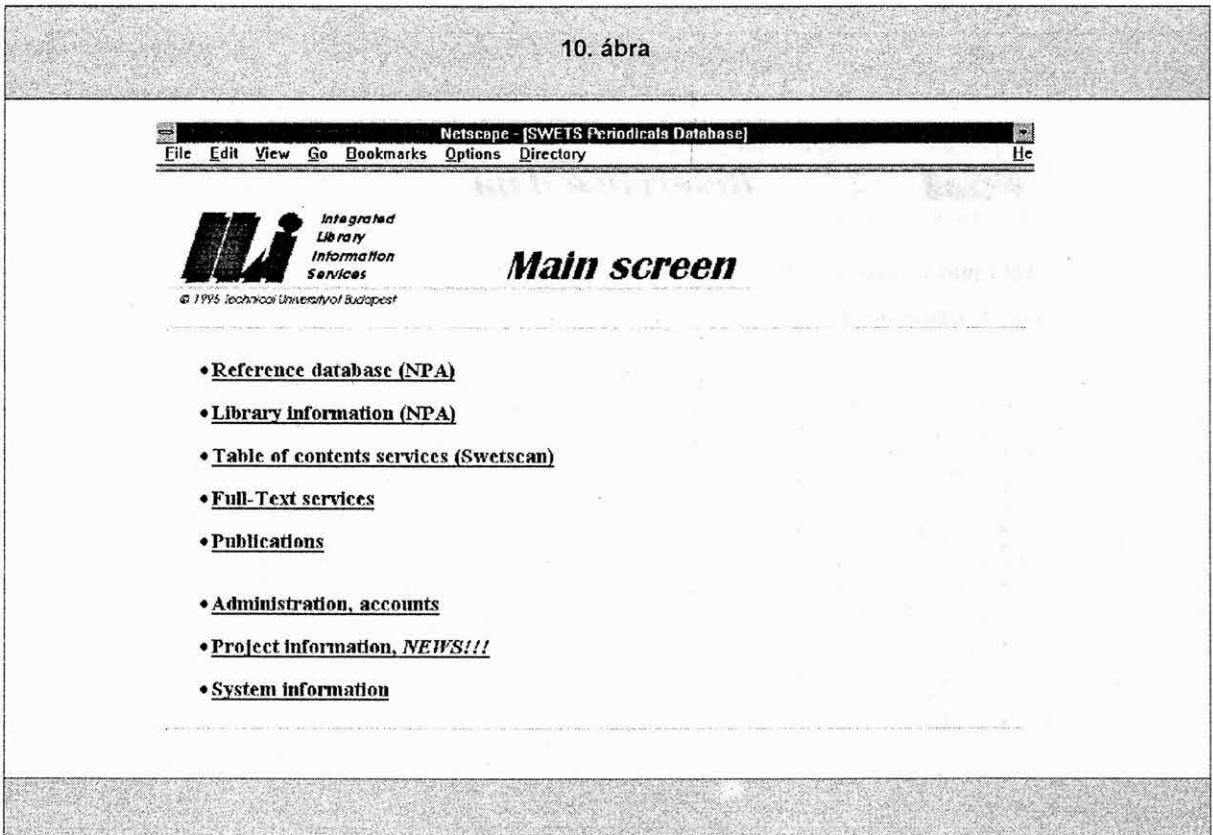 10. ábra
Netscape - [SWETS Periodicals Database]
File Edit View Go Bookmarks Options Directory He
Integrated
Library
Information
Services
Main screen
© 1995 Technical University of Budapest
•Reference database (NPA)
•Library information (NPA)
•Table of contents services (Swetscan)
•Full-Text services
•Publications
•Administration, accounts
•Project information, NEWS!!!
•System information